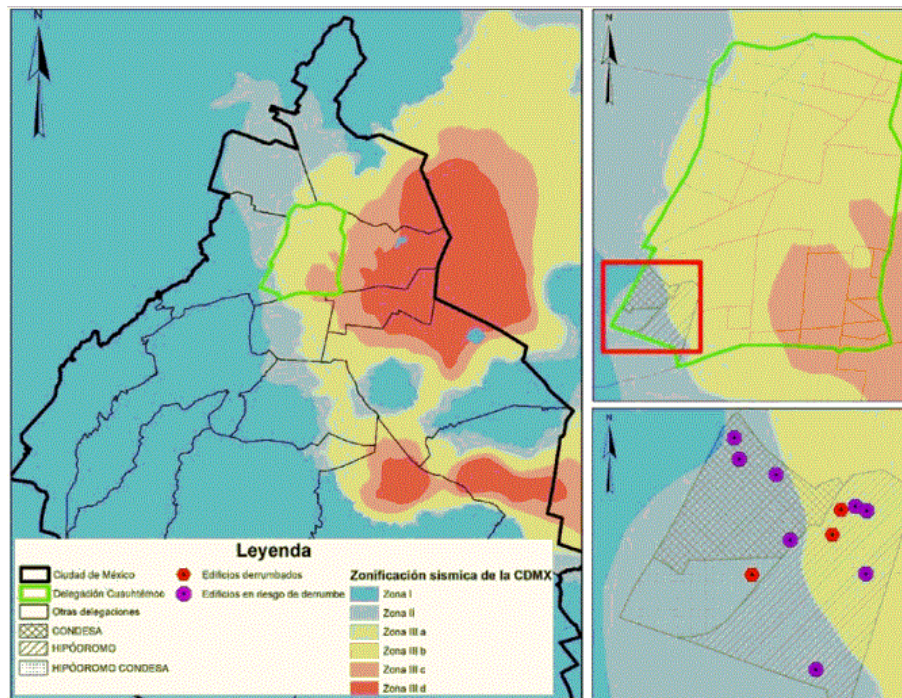 N
N
N
Leyenda
Ciudad de México
Delegación Cuauhtémoc
Otras delegaciones
CONDESA
HIPÓDROMO
HIPÓDROMO CONDESA
Edificios derrumbados
Edificios en riesgo de derrumbe
Zonificación sísmica de la CDMX
Zona I
Zona II
Zona III a
Zona III b
Zona III c
Zona III d